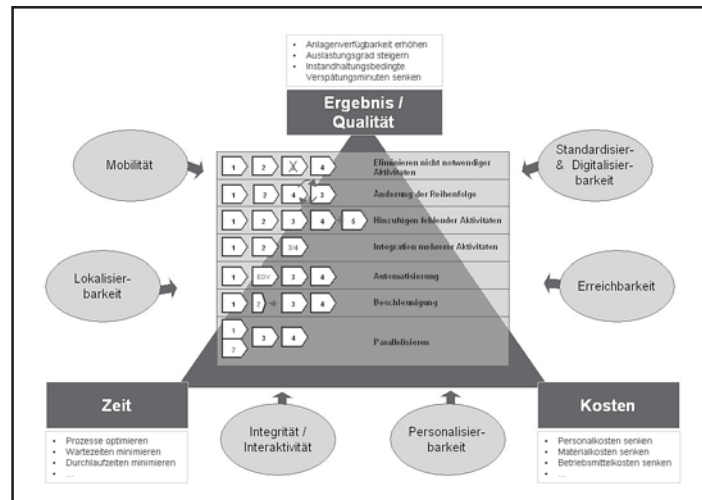 • Anlagenverfügbarkeit erhöhen
• Auslastungsgrad steigern
• Instandhaltungsbedingte
Verspätungsminuten senken
Ergebnis /
Qualität
Mobilität
Standardisier-
& Digitalisier-
barkeit
1 2 X 4 Eliminieren nicht notwendiger
Aktivitäten
1 2 4 3 Änderung der Reihenfolge
1 2 3 4 5 Hinzufügen fehlender Aktivitäten
1 2 3/4 Integration mehrerer Aktivitäten
Lokalisier-
barkeit
Erreichbarkeit
1 EDV 3 4 Automatisierung
1 2 3 4 Beschleunigung
1
2
3 4 Parallelisieren
Zeit
• Prozesse optimieren
• Wartezeiten minimieren
• Durchlaufzeiten minimieren
• ...
Integrität /
Interaktivität
Personalisier-
barkeit
Kosten
• Personalkosten senken
• Materialkosten senken
• Betriebsmittelkosten senken
• ...